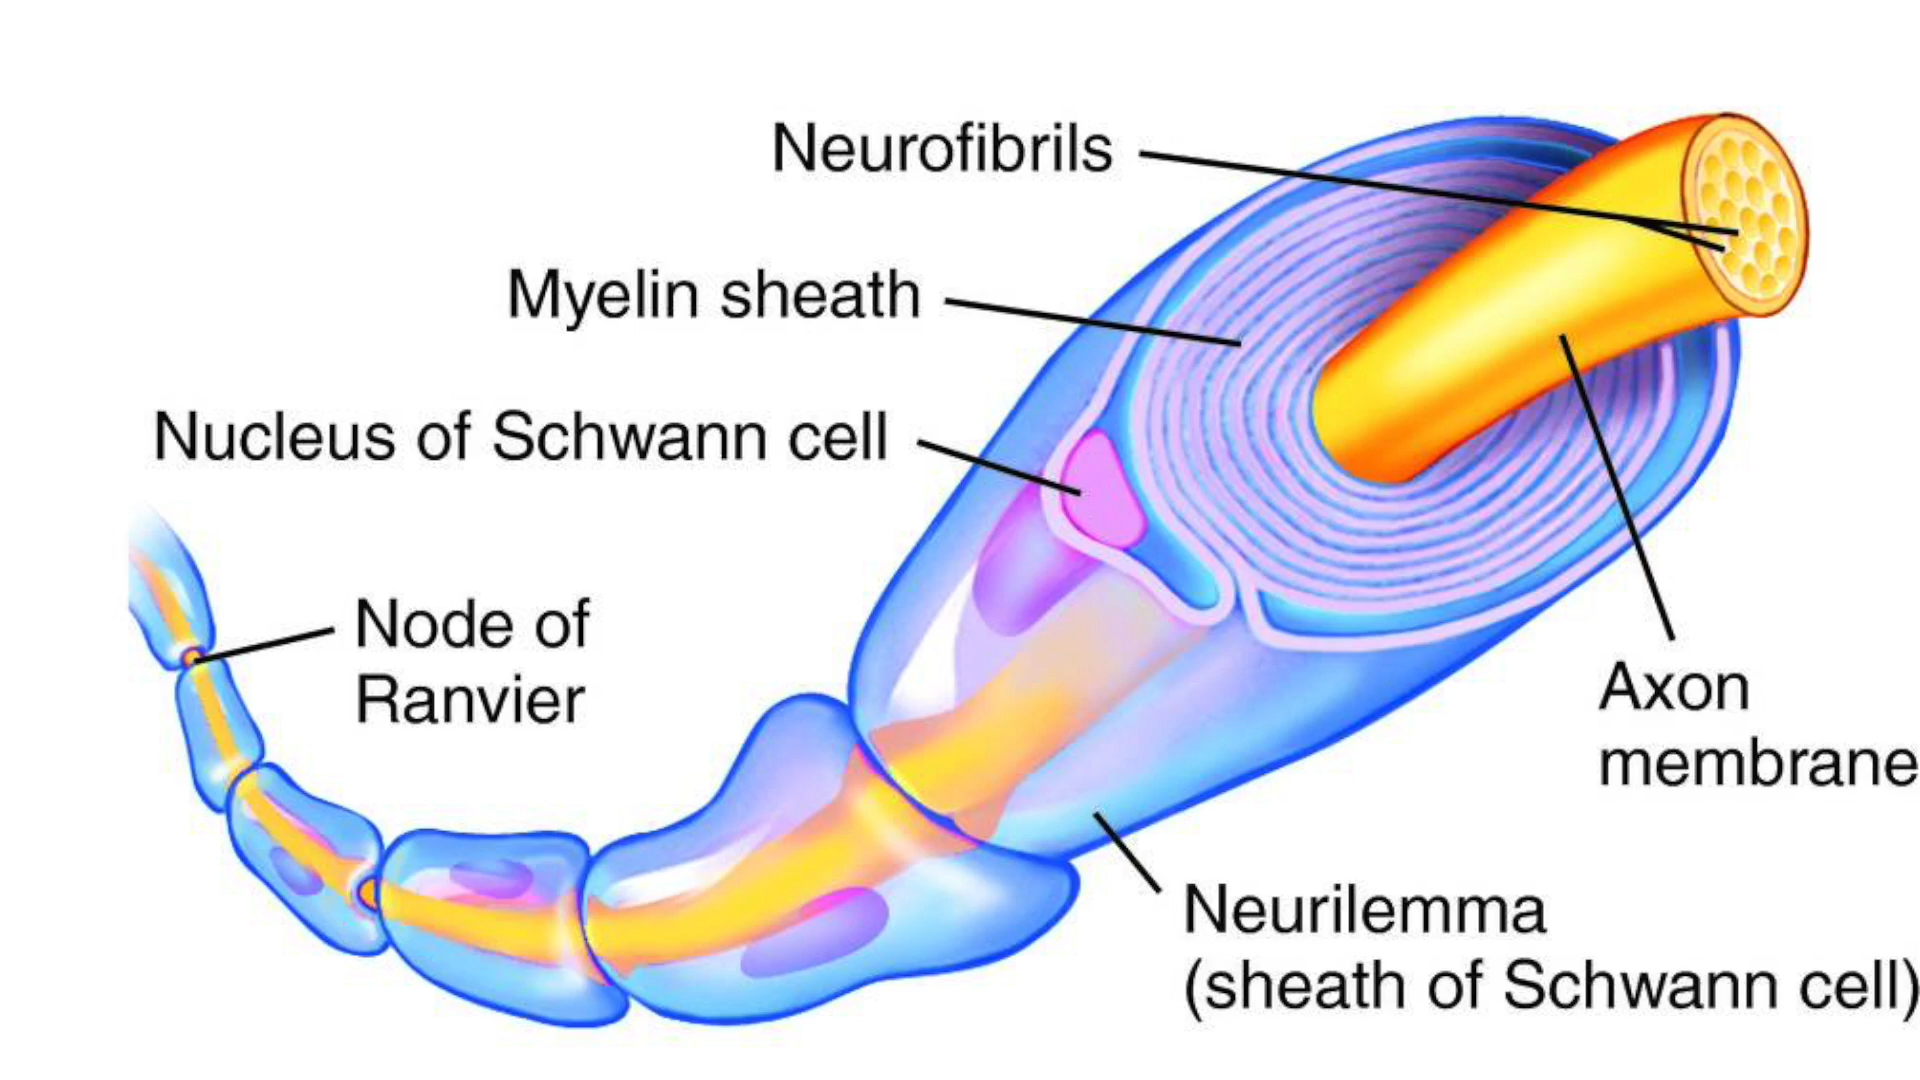 Neurofibrils
Myelin sheath
Nucleus of Schwann cell
Node of
Ranvier
Axon
membrane
Neurilemma
(sheath of Schwann cell)